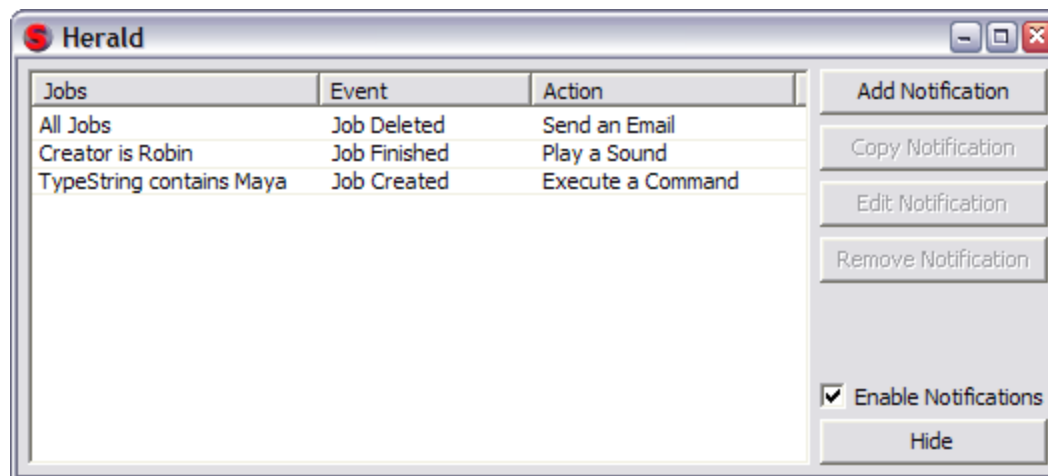 S Herald
Jobs Event Action
All Jobs Job Deleted Send an Email
Creator is Robin Job Finished Play a Sound
TypeString contains Maya Job Created Execute a Command
Add Notification
Copy Notification
Edit Notification
Remove Notification
Enable Notifications
Hide